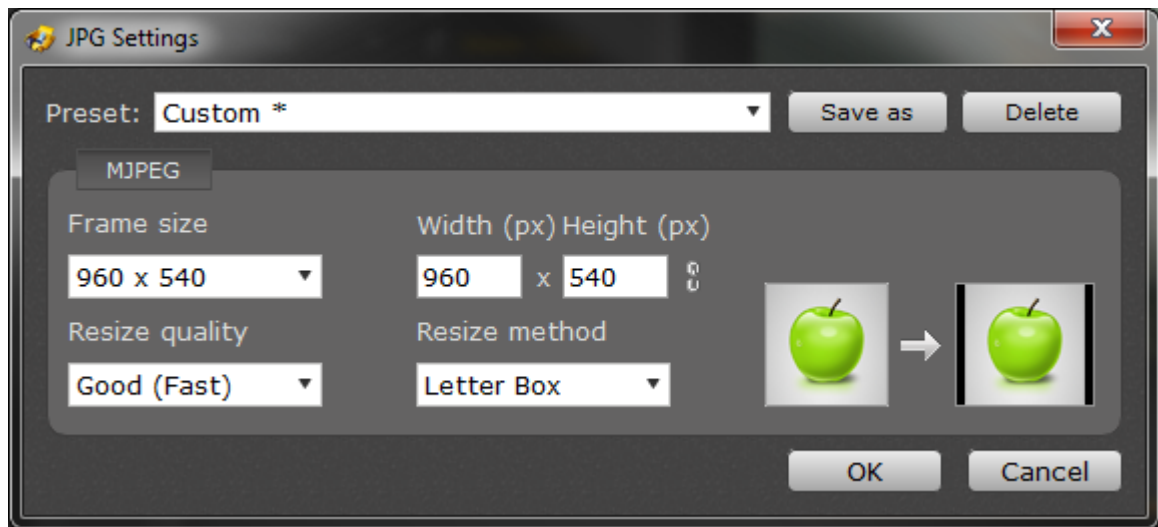 JPG Settings
X
Preset: Custom * Save as Delete
MJPEG
Frame size Width (px) Height (px)
960 x 540 960 x 540
Resize quality Resize method
Good (Fast) Letter Box
OK Cancel